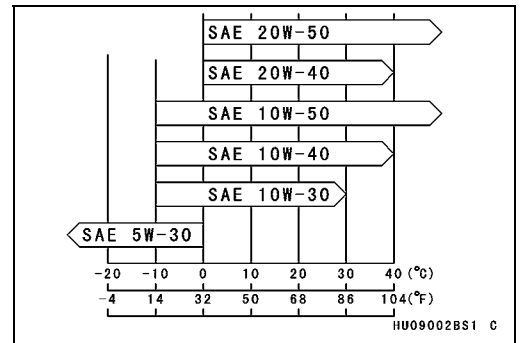 SAE 20W-50
SAE 20W-40
SAE 10W-50
SAE 10W-40
SAE 10W-30
SAE 5W-30
-20 -10 0 10 20 30 40 (°C)
-4 14 32 50 68 86 104 (°F)
HU09002BS1 C